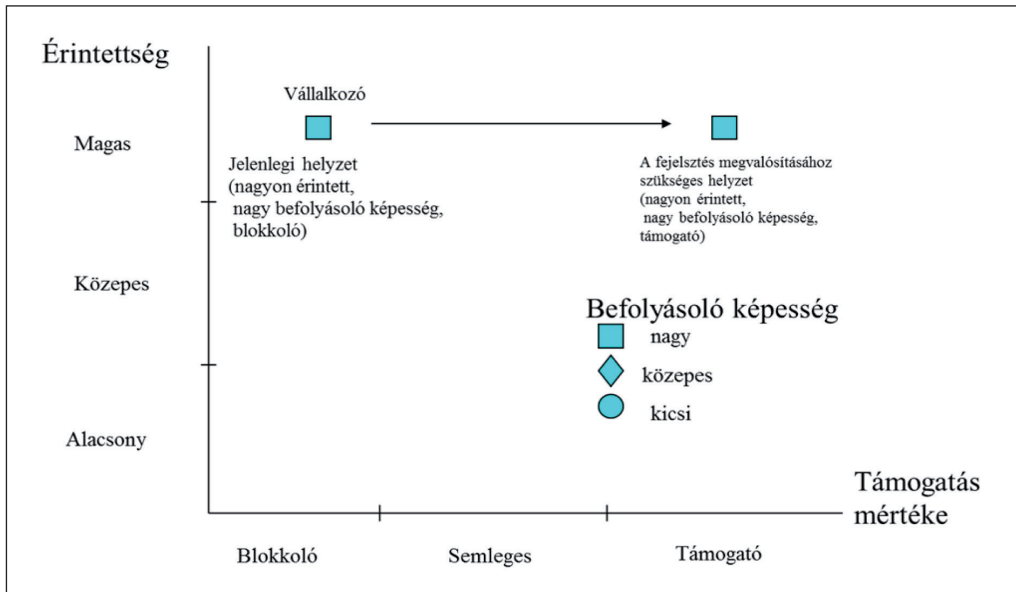 Érintettség
Vállalkozó
Magas
Jelenlegi helyzet
(nagyon érintett,
nagy befolyásoló képesség,
blokkoló)
A fejelsztés megvalósításához
szükséges helyzet
(nagyon érintett,
nagy befolyásoló képesség,
támogató)
Közepes
Befolyásoló képesség
nagy
közepes
kicsi
Alacsony
Támogatás
mértéke
Blokkoló
Semleges
Támogató